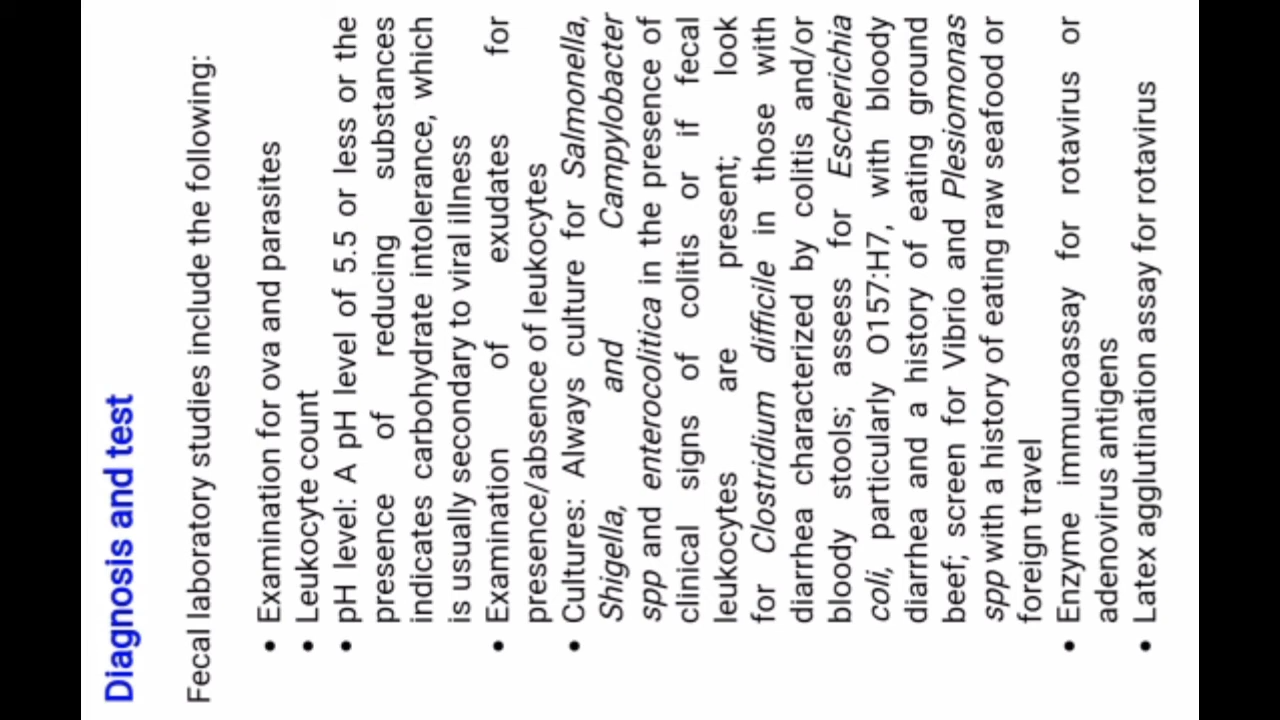 Diagnosis and test
Fecal laboratory studies include the following:
• Examination for ova and parasites
• Leukocyte count
• pH level: A pH level of 5.5 or less or the
presence of reducing substances
indicates carbohydrate intolerance, which
is usually secondary to viral illness
• Examination of exudates for
presence/absence of leukocytes
• Cultures: Always culture for Salmonella,
Shigella, and Campylobacter
spp and enterocolitica in the presence of
clinical signs of colitis or if fecal
leukocytes are present; look
for Clostridium difficile in those with
diarrhea characterized by colitis and/or
bloody stools; assess for Escherichia
coli, particularly O157:H7, with bloody
diarrhea and a history of eating ground
beef; screen for Vibrio and Plesiomonas
spp with a history of eating raw seafood or
foreign travel
• Enzyme immunoassay for rotavirus or
adenovirus antigens
• Latex agglutination assay for rotavirus